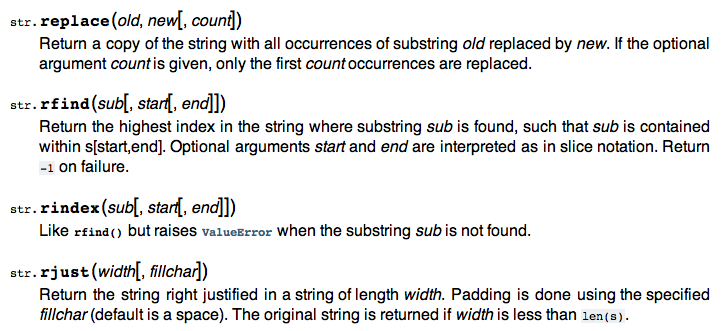 str.replace(old, new[, count])
Return a copy of the string with all occurrences of substring old replaced by new. If the optional
argument count is given, only the first count occurrences are replaced.
str.rfind(sub[, start[, end]])
Return the highest index in the string where substring sub is found, such that sub is contained
within s[start,end]. Optional arguments start and end are interpreted as in slice notation. Return
-1 on failure.
str.rindex(sub[, start[, end]])
Like rfind() but raises ValueError when the substring sub is not found.
str.rjust(width[, fillchar])
Return the string right justified in a string of length width. Padding is done using the specified
fillchar (default is a space). The original string is returned if width is less than len(s).